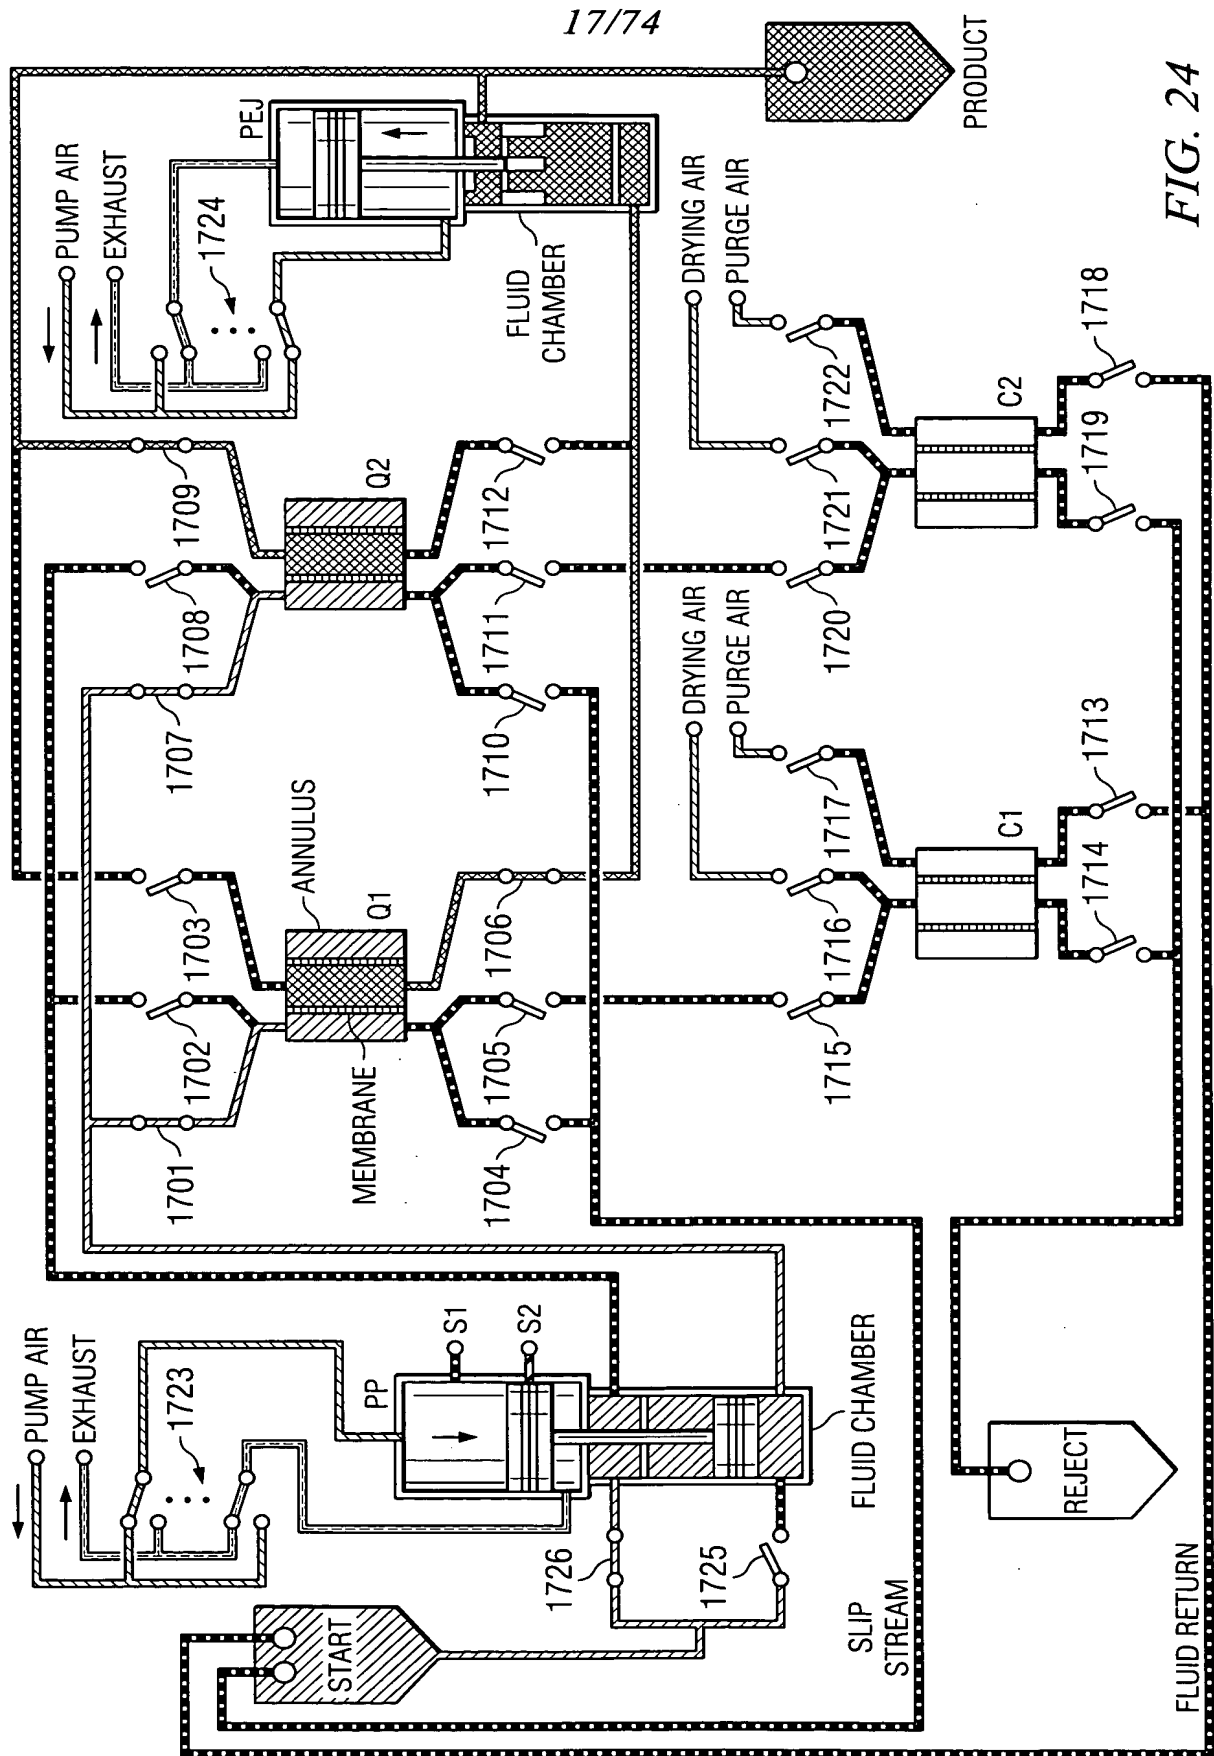 17/74
PUMP AIR
EXHAUST
1723
PP
S1
S2
START
1726
1725
FLUID CHAMBER
SLIP
STREAM
REJECT
FLUID RETURN
1701
1702
1703
ANNULUS
MEMBRANE
Q1
1704
1705
1706
1707
1708
1709
Q2
1710
1711
1712
PUMP AIR
EXHAUST
1724
PEJ
FLUID
CHAMBER
PRODUCT
DRYING AIR
PURGE AIR
1715
1716
1717
C1
1714
1713
DRYING AIR
PURGE AIR
1720
1721
1722
C2
1719
1718
FIG. 24